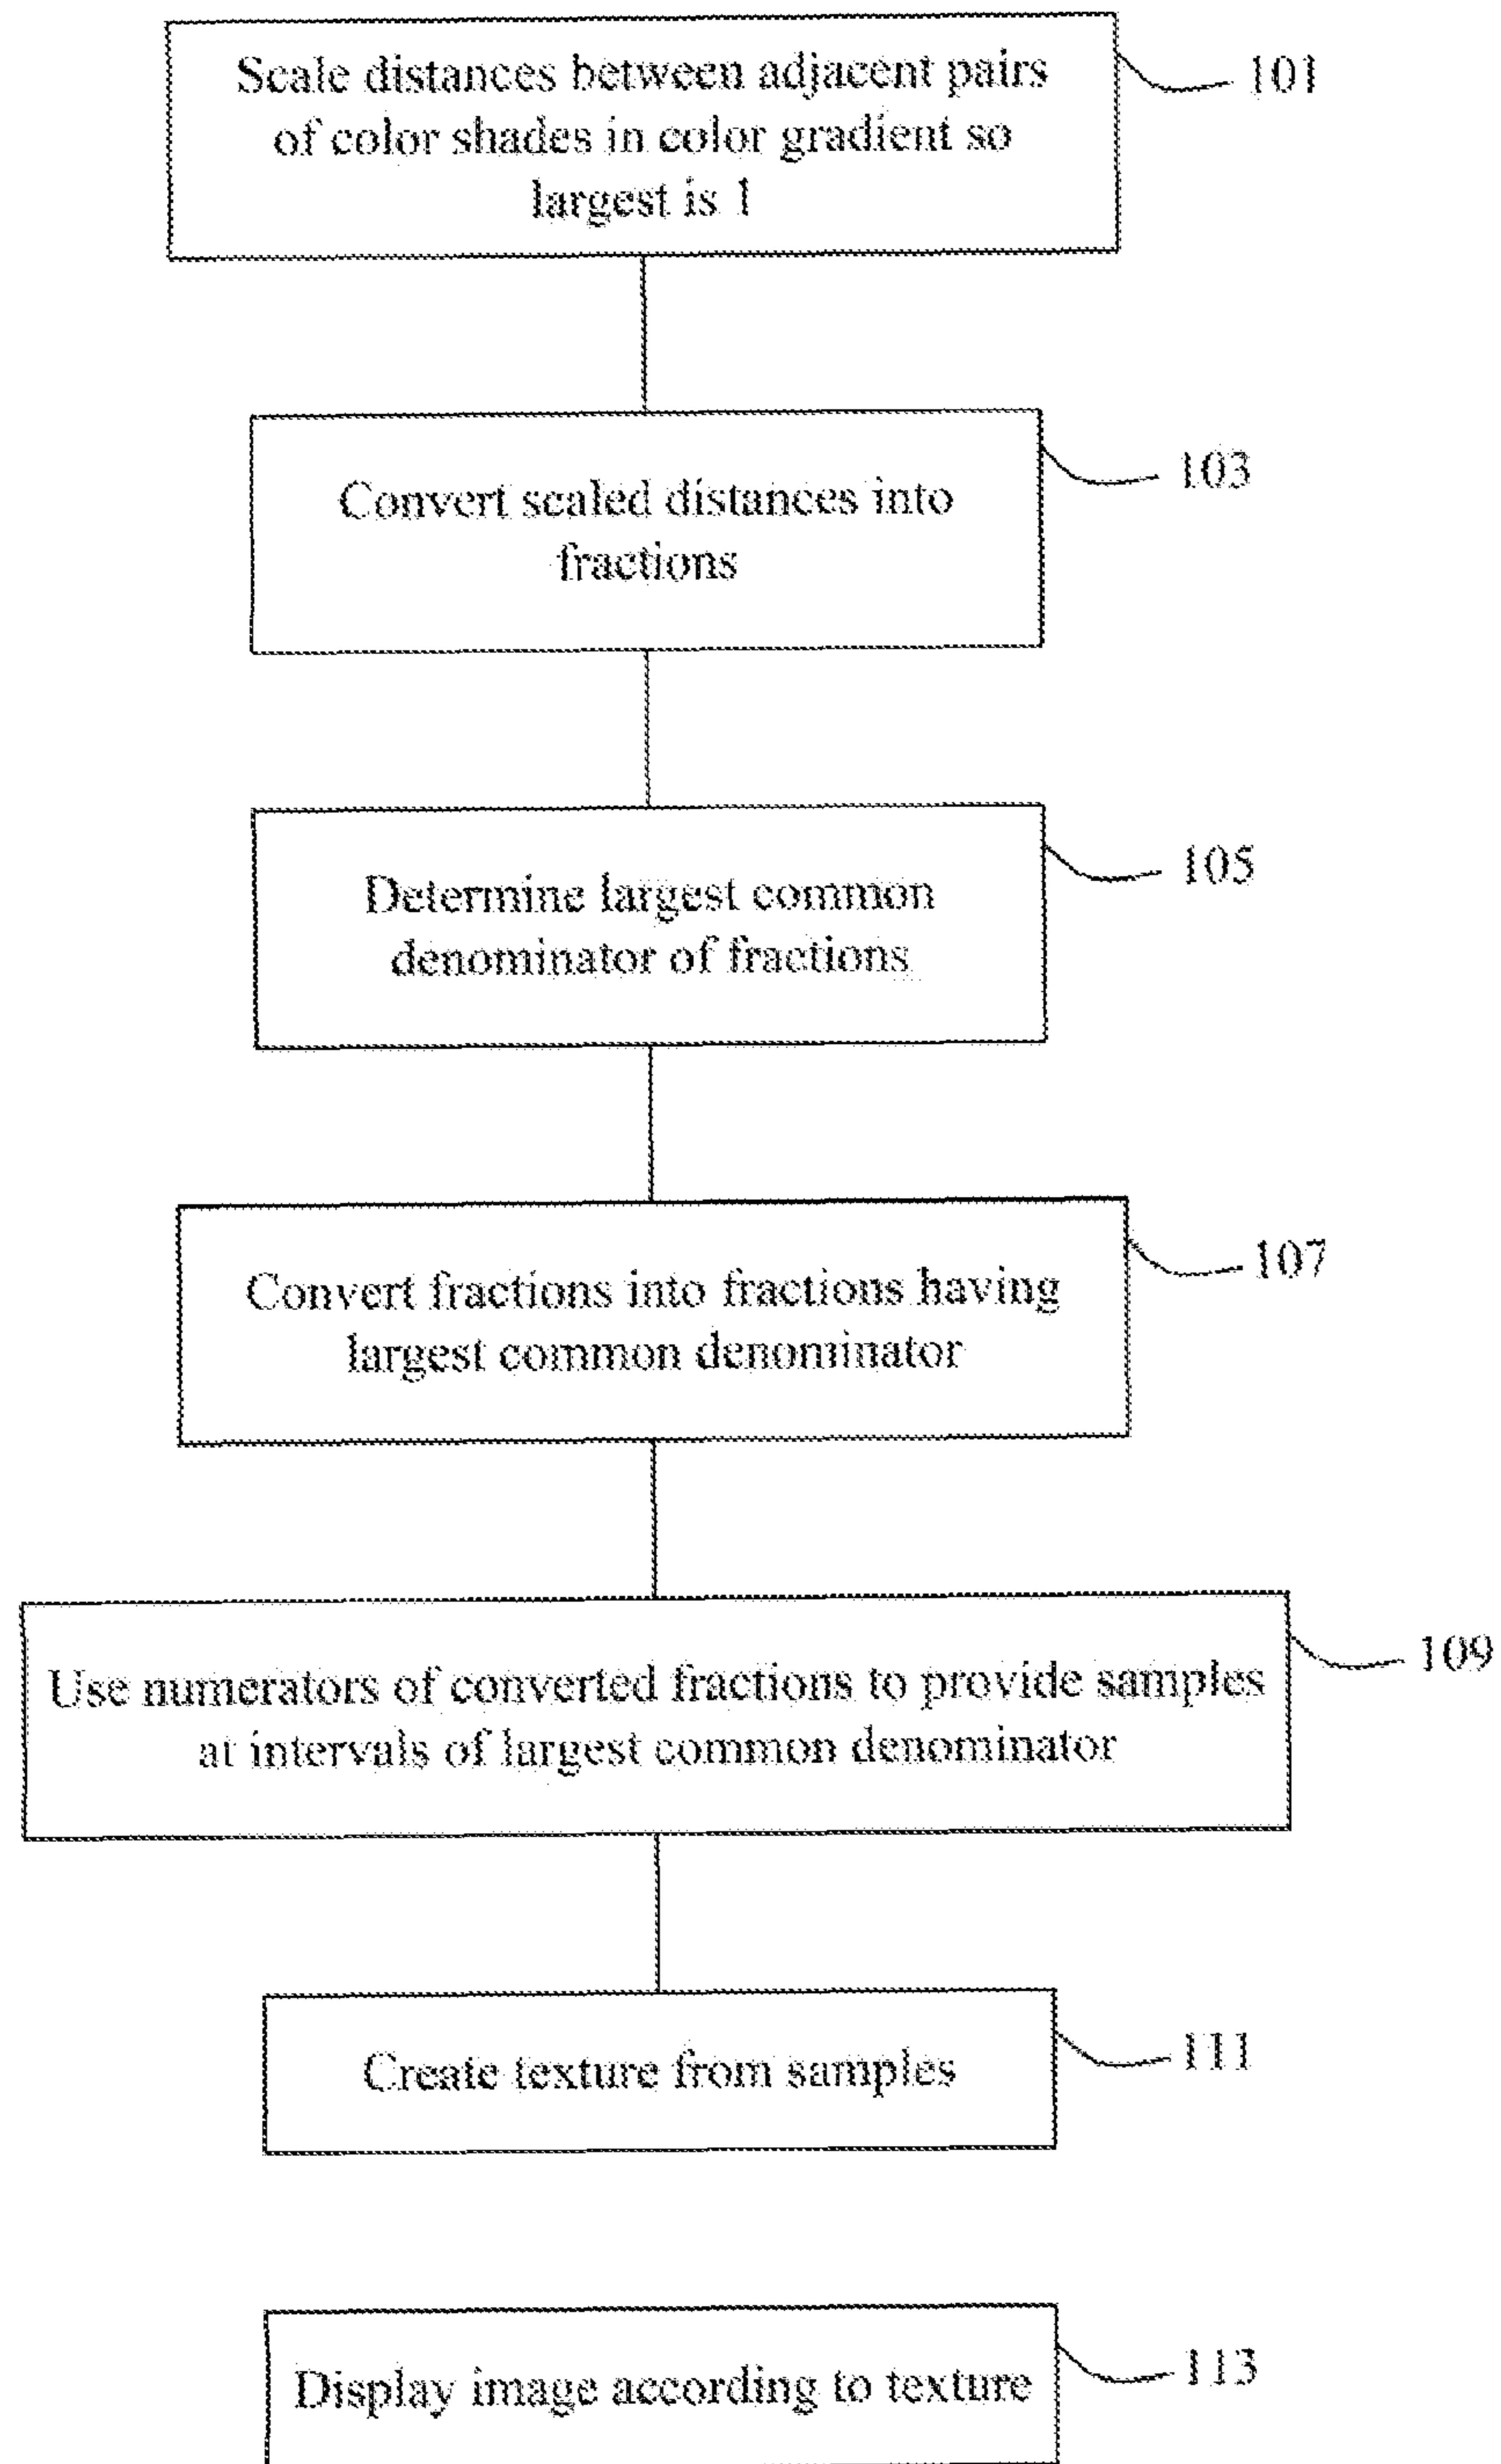 Scale distances between adjacent pairs
of color shades in color gradient so
largest is 1
101
Convert scaled distances into
fractions
103
Determine largest common
denominator of fractions
105
Convert fractions into fractions having
largest common denominator
107
Use numerators of converted fractions to provide samples
at intervals of largest common denominator
109
Create texture from samples
111
Display image according to texture
113